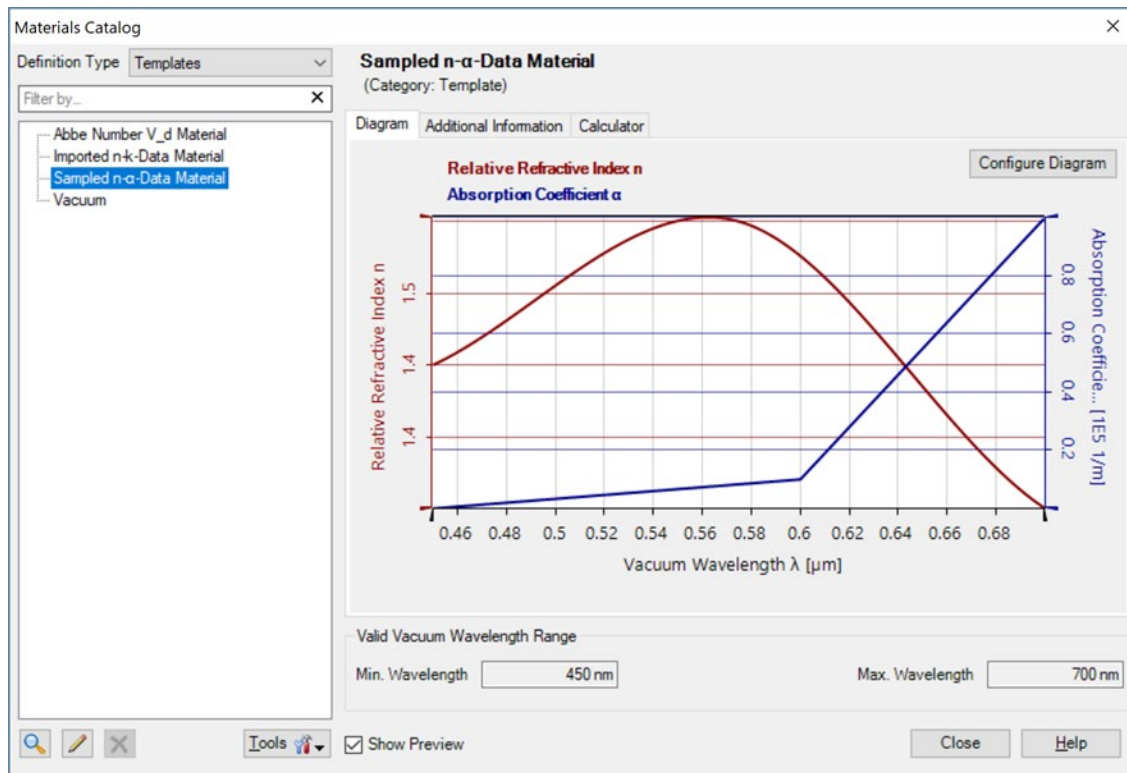 Materials Catalog
Definition Type Templates
Filter by...
Abbe Number V_d Material
Imported n-k-Data Material
Sampled n-α-Data Material
Vacuum
Tools
Sampled n-α-Data Material
(Category: Template)
Diagram Additional Information Calculator
Configure Diagram
Relative Refractive Index n
Absorption Coefficient α
Relative Refractive Index n
1.5
1.4
1.4
0.8
0.6
0.4
0.2
Absorption Coefficie... [1E5 1/m]
0.46 0.48 0.5 0.52 0.54 0.56 0.58 0.6 0.62 0.64 0.66 0.68
Vacuum Wavelength λ [µm]
Valid Vacuum Wavelength Range
Min. Wavelength 450 nm Max. Wavelength 700 nm
Show Preview Close Help